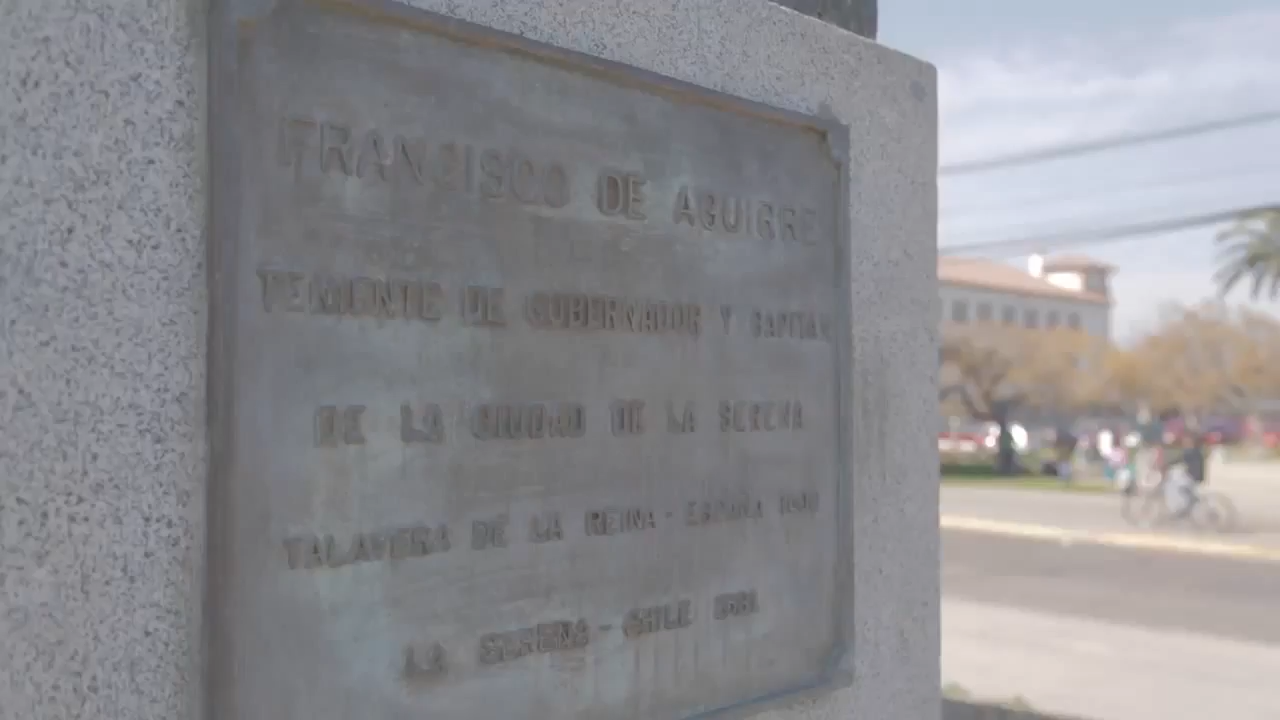 FRANCISCO DE AGUIRRE
TENIENTE DE GOBERNADOR Y CAPITAN
DE LA CIUDAD DE LA SERENA
TALAVERA DE LA REINA - ESPAÑA
LA SERENA - CHILE